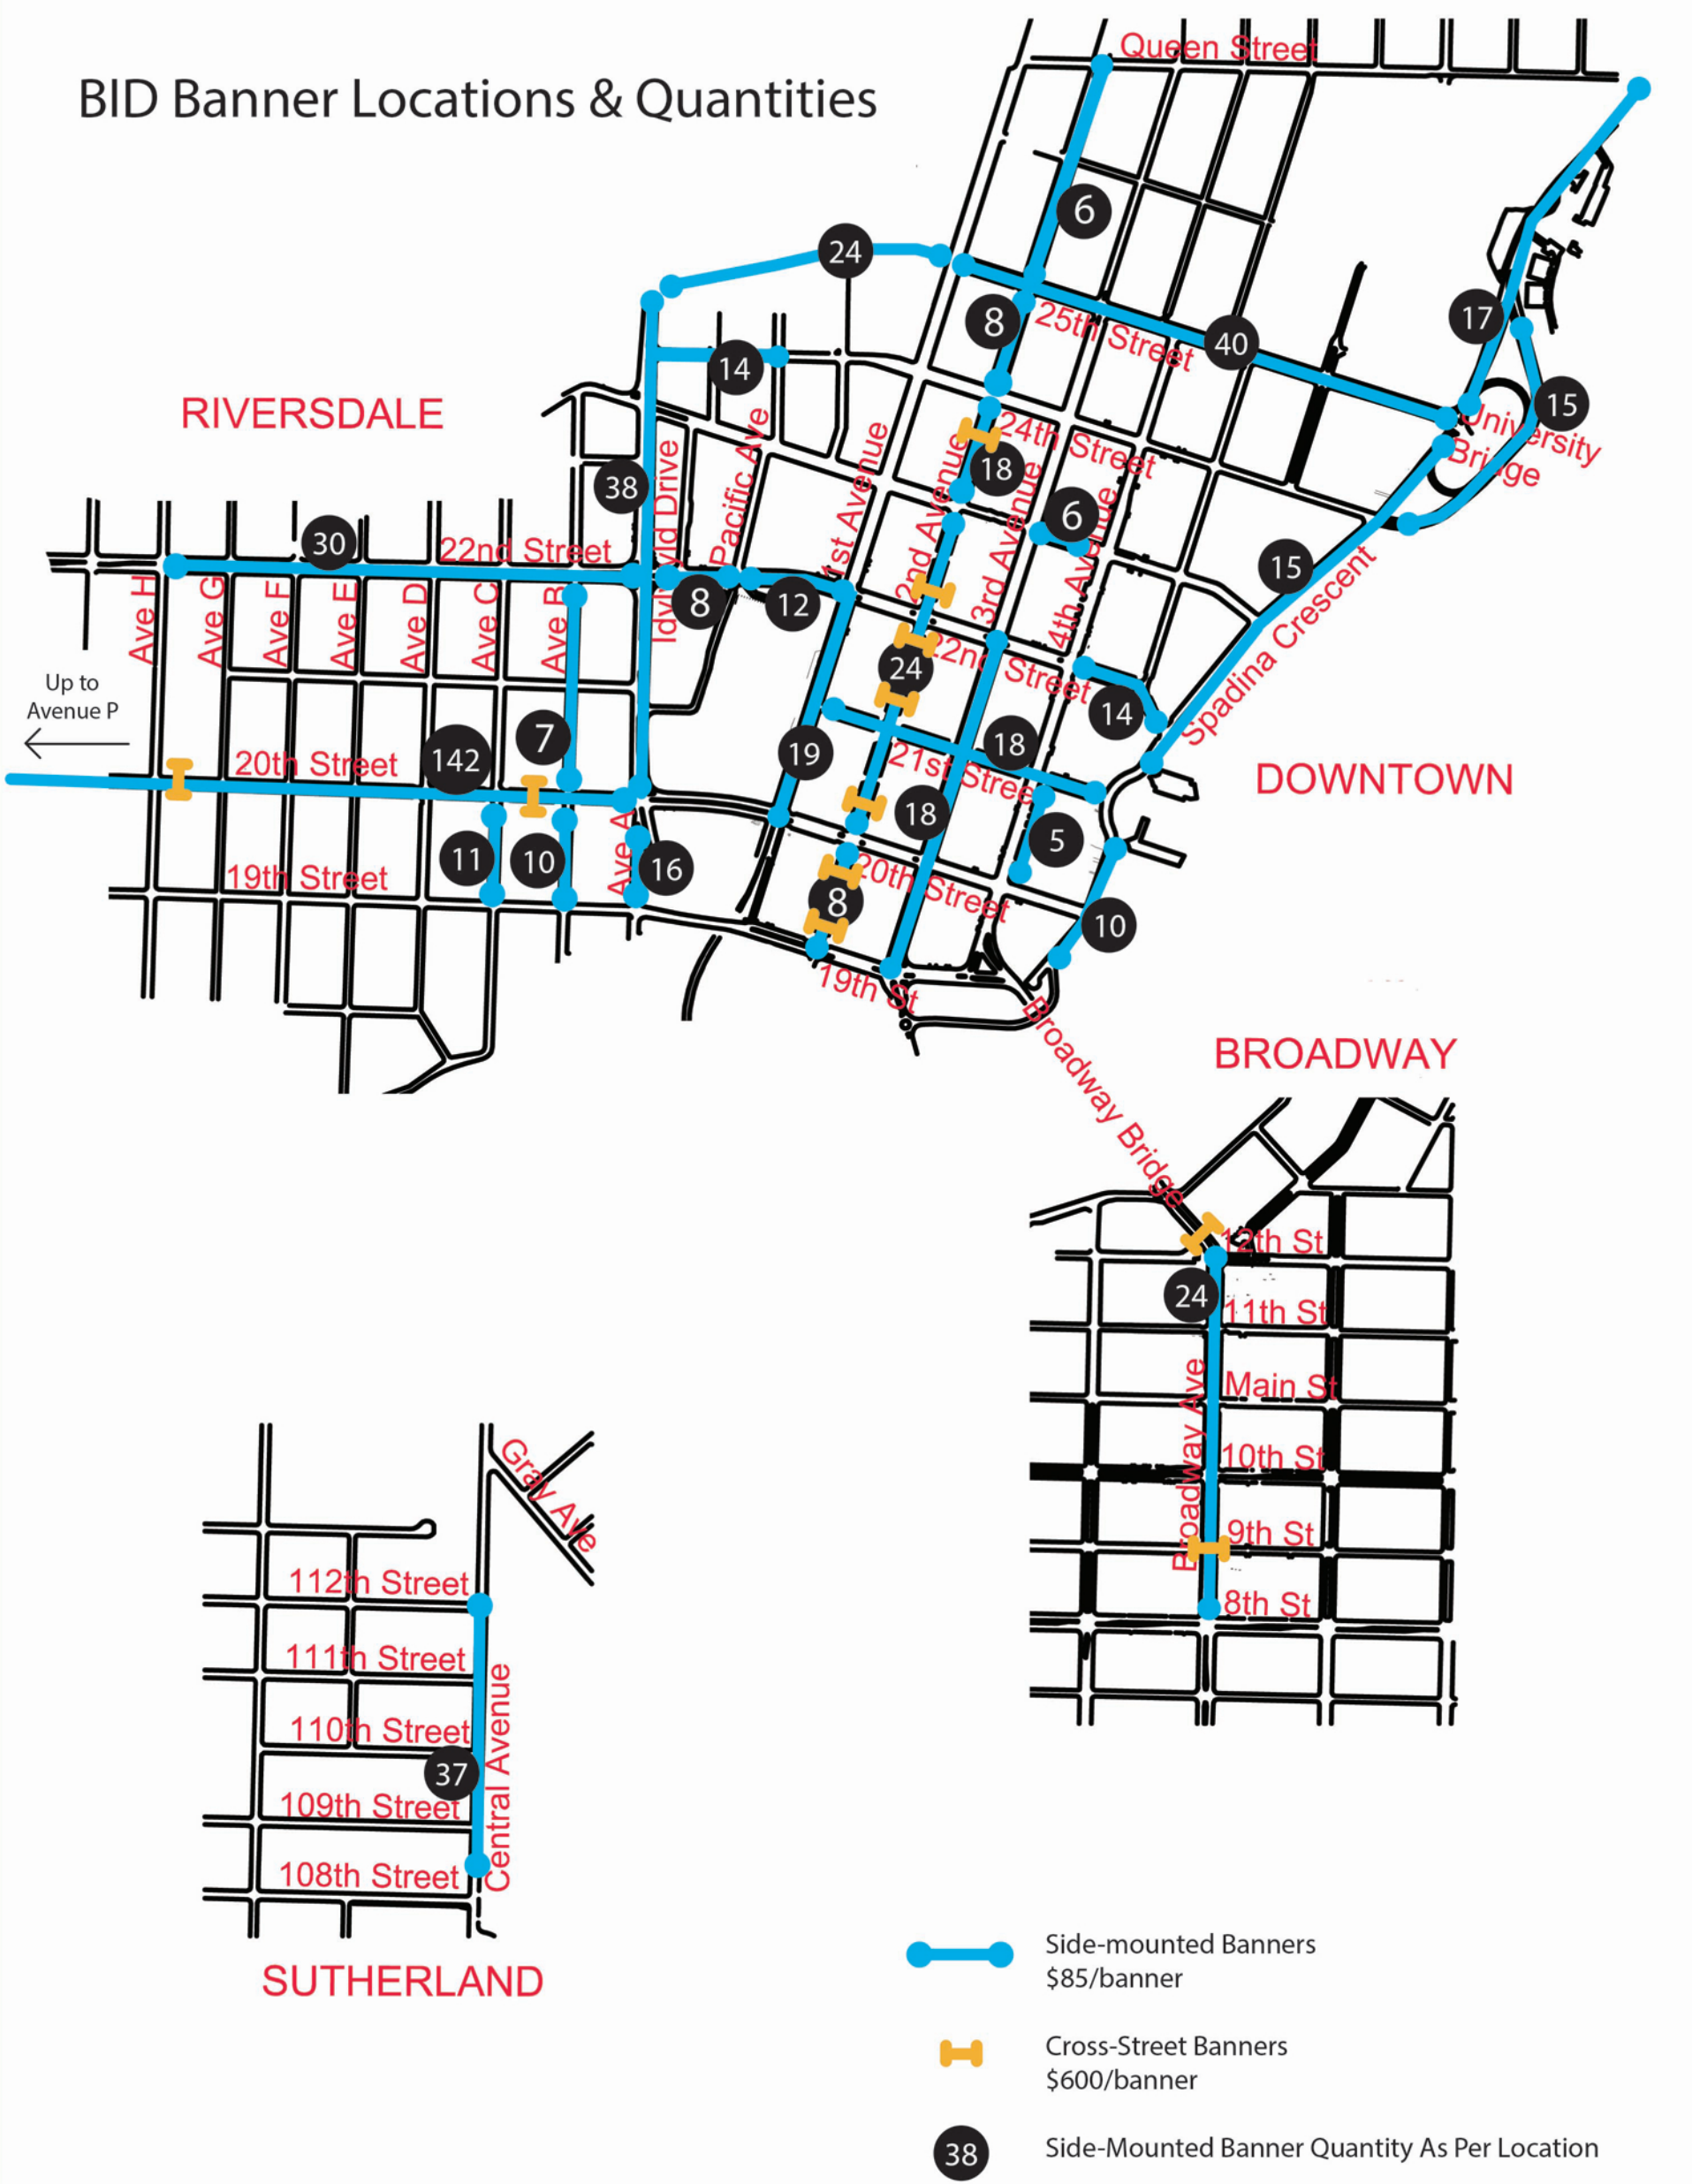 BID Banner Locations & Quantities
Queen Street
6
24
8
25th Street
40
17
14
15
University
Bridge
RIVERSDALE
24th Street
18
38
Idylwyld Drive
Pacific Ave
1st Avenue
2nd Avenue
3rd Avenue
4th Avenue
6
30
22nd Street
15
Spadina Crescent
8
12
Ave H
Ave G
Ave F
Ave E
Ave D
Ave C
Ave B
Up to
Avenue P
22nd Street
24
14
20th Street
142
7
19
21st Street
18
DOWNTOWN
18
5
11
10
Ave A
16
19th Street
20th Street
8
10
19th St
Broadway Bridge
BROADWAY
12th St
24
11th St
Main St
Broadway Ave
10th St
9th St
8th St
Gray Ave
112th Street
111th Street
110th Street
37
Central Avenue
109th Street
108th Street
SUTHERLAND
Side-mounted Banners
$85/banner
Cross-Street Banners
$600/banner
38
Side-Mounted Banner Quantity As Per Location